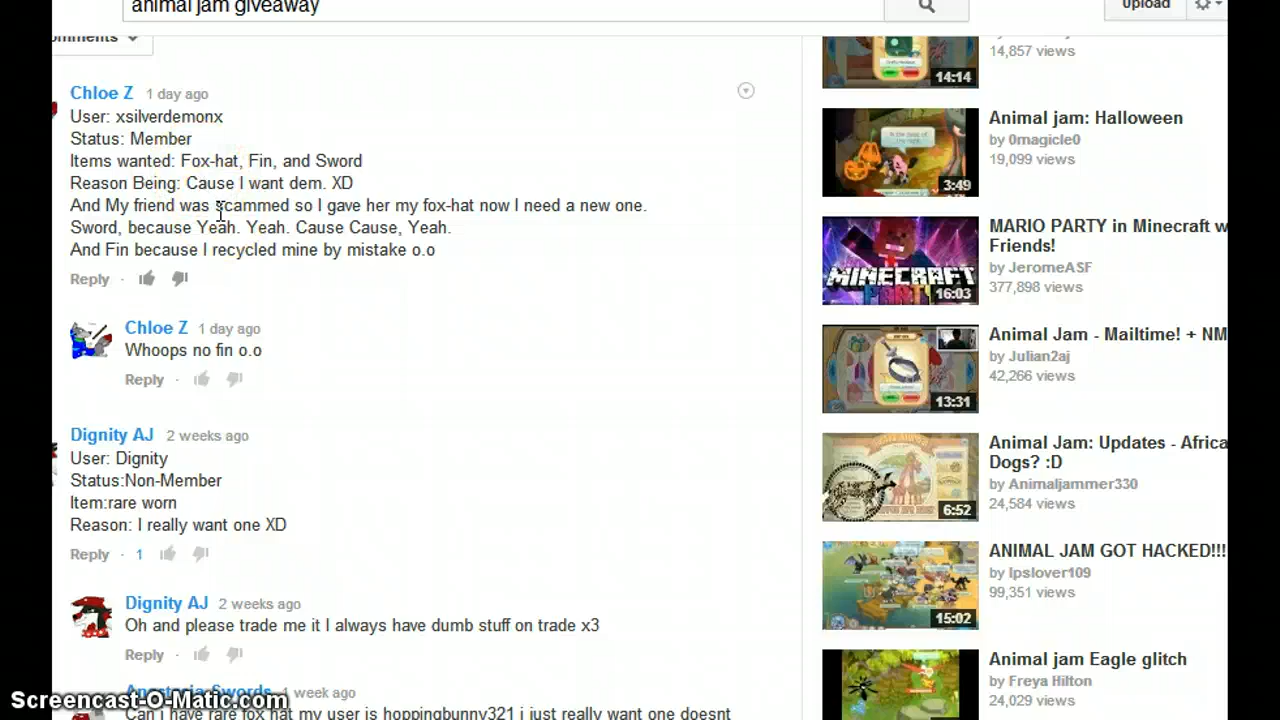 animal jam giveaway
Upload
omments
Chloe Z 1 day ago
User: xsilverdemonx
Status: Member
Items wanted: Fox-hat, Fin, and Sword
Reason Being: Cause I want dem. XD
And My friend was scammed so I gave her my fox-hat now I need a new one.
Sword, because Yeah. Yeah. Cause Cause, Yeah.
And Fin because I recycled mine by mistake o.o
Reply ·
Chloe Z 1 day ago
Whoops no fin o.o
Reply ·
Dignity AJ 2 weeks ago
User: Dignity
Status:Non-Member
Item:rare worn
Reason: I really want one XD
Reply · 1
Dignity AJ 2 weeks ago
Oh and please trade me it I always have dumb stuff on trade x3
Reply ·
Anastasia Swords 1 week ago
Can i have rare fox hat my user is hoppingbunny321 i just really want one doesnt
14,857 views
14:14
Animal jam: Halloween
by 0magicle0
19,099 views
3:49
MARIO PARTY in Minecraft w
Friends!
by JeromeASF
377,898 views
MINECRAFT
PARTY
16:03
Animal Jam - Mailtime! + NM
by Julian2aj
42,266 views
13:31
Animal Jam: Updates - Africa
Dogs? :D
by Animaljammer330
24,584 views
6:52
ANIMAL JAM GOT HACKED!!!
by lpslover109
99,351 views
15:02
Animal jam Eagle glitch
by Freya Hilton
24,029 views
Screencast-O-Matic.com